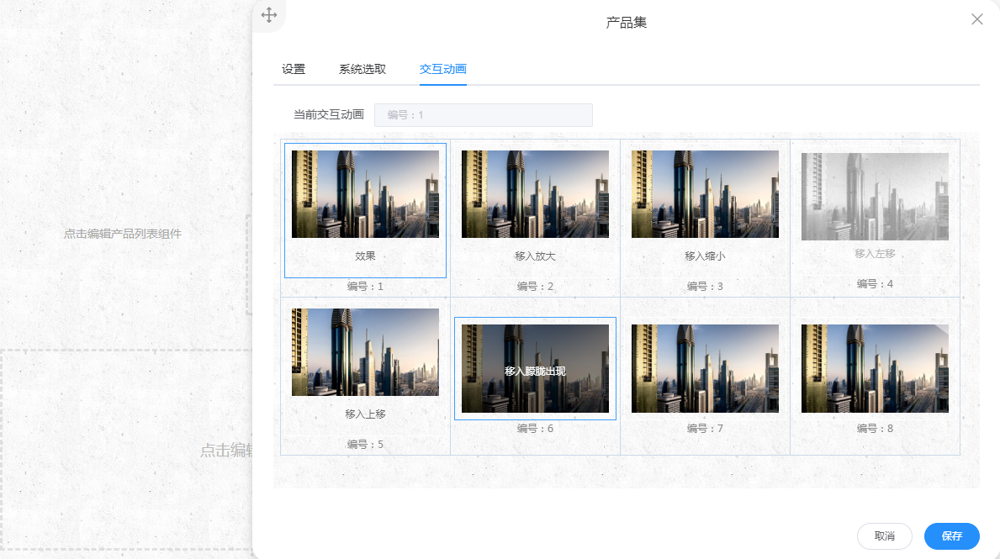 产品集
设置
系统选取
交互动画
当前交互动画
编号：1
效果
移入放大
移入缩小
移入左移
编号：1
编号：2
编号：3
编号：4
移入上移
移入朦胧出现
编号：5
编号：6
编号：7
编号：8
点击编辑产品列表组件
点击编辑
取消
保存